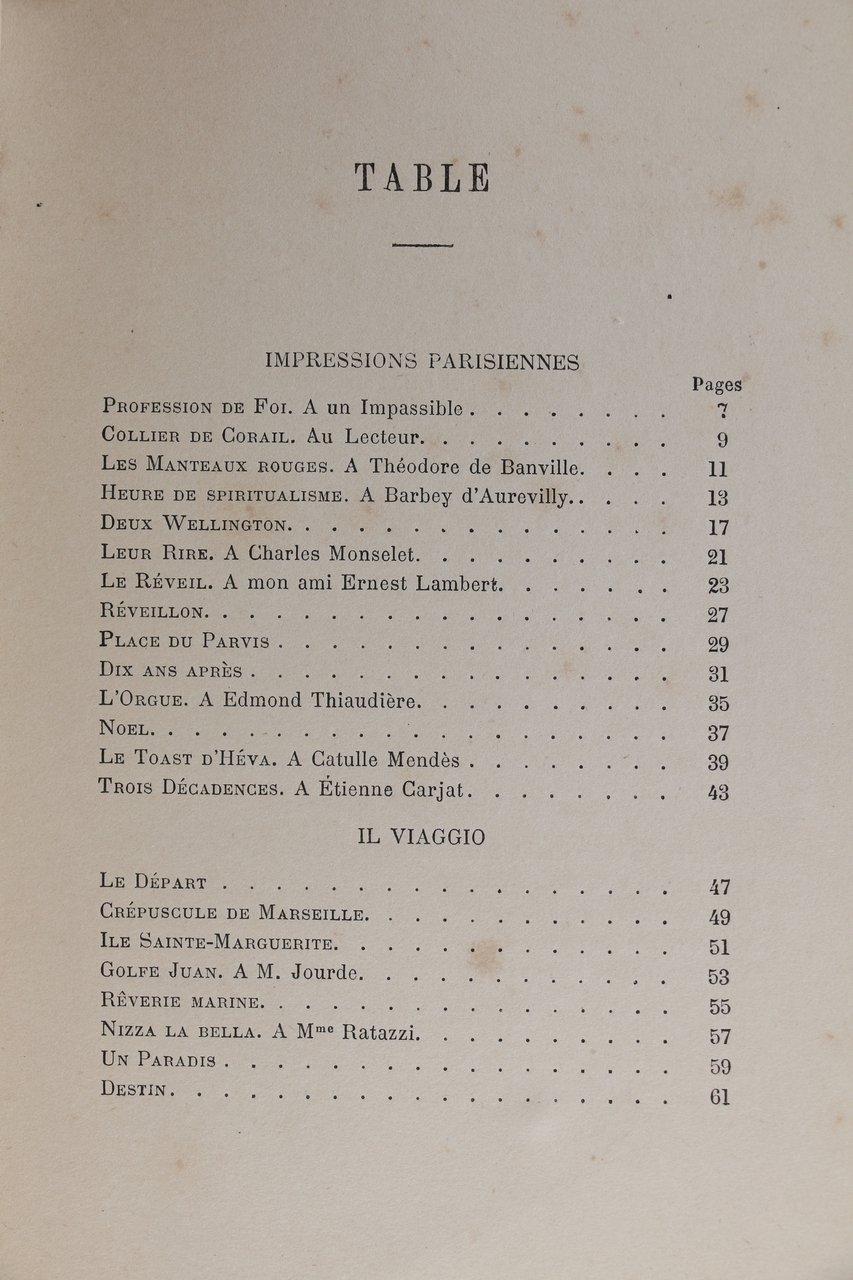 TABLE
IMPRESSIONS PARISIENNES
Pages
Profession de Foi. A un Impassible . . . . . . . . 7
Collier de Corail. Au Lecteur. . . . . . . . . . 9
Les Manteaux rouges. A Théodore de Banville. . . . 11
Heure de spiritualisme. A Barbey d'Aurevilly. . . . . 13
Deux Wellington. . . . . . . . . . . . . . . 17
Leur Rire. A Charles Monselet. . . . . . . . . . 21
Le Réveil. A mon ami Ernest Lambert. . . . . . . 23
Réveillon. . . . . . . . . . . . . . . . . . 27
Place du Parvis . . . . . . . . . . . . . . . 29
Dix ans après . . . . . . . . . . . . . . . . 31
L'Orgue. A Edmond Thiaudière. . . . . . . . . . 35
Noel. . . . . . . . . . . . . . . . . . . . 37
Le Toast d'Héva. A Catulle Mendès . . . . . . . . 39
Trois Décadences. A Étienne Carjat. . . . . . . . 43
IL VIAGGIO
Le Départ . . . . . . . . . . . . . . . . . 47
Crépuscule de Marseille. . . . . . . . . . . . 49
Ile Sainte-Marguerite. . . . . . . . . . . . . 51
Golfe Juan. A M. Jourde. . . . . . . . . . . . 53
Rêverie marine. . . . . . . . . . . . . . . . 55
Nizza la bella. A Mme Ratazzi. . . . . . . . . . 57
Un Paradis . . . . . . . . . . . . . . . . . 59
Destin. . . . . . . . . . . . . . . . . . . 61